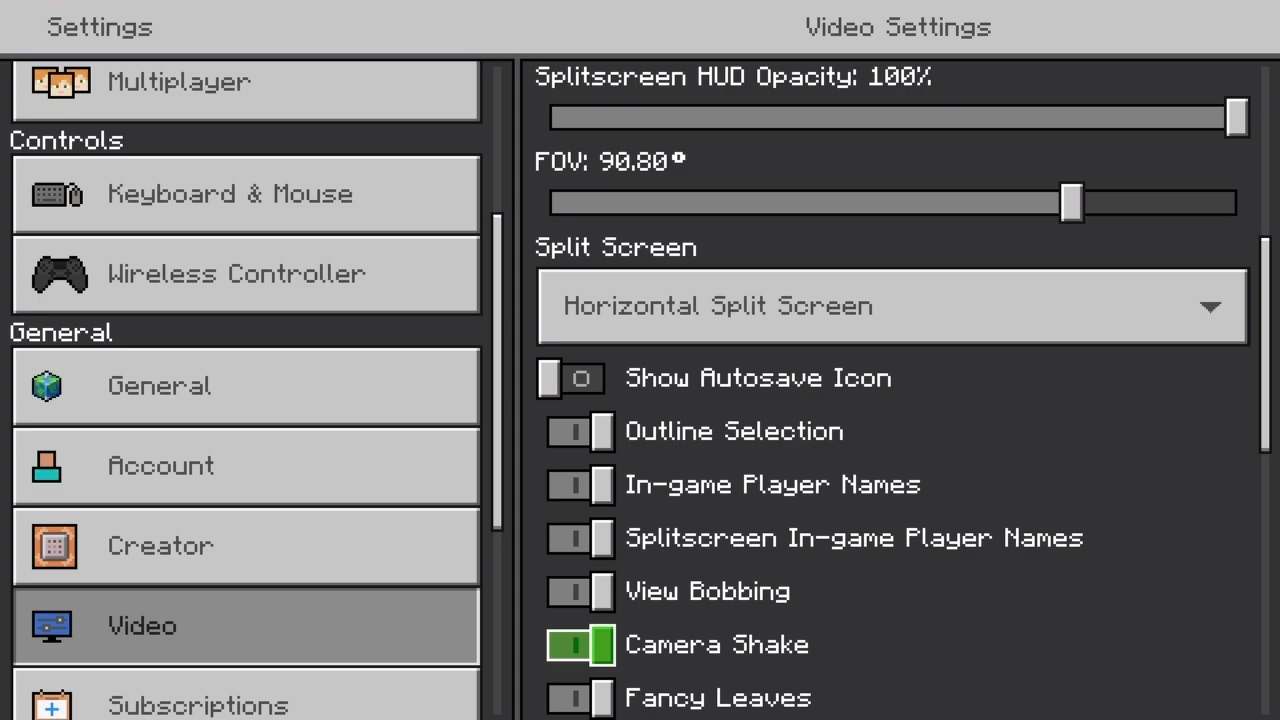 Settings
Video Settings
Multiplayer
Controls
Keyboard & Mouse
Wireless Controller
General
General
Account
Creator
Video
Subscriptions
Splitscreen HUD Opacity: 100%
FOV: 90.80°
Split Screen
Horizontal Split Screen
Show Autosave Icon
Outline Selection
In-game Player Names
Splitscreen In-game Player Names
View Bobbing
Camera Shake
Fancy Leaves